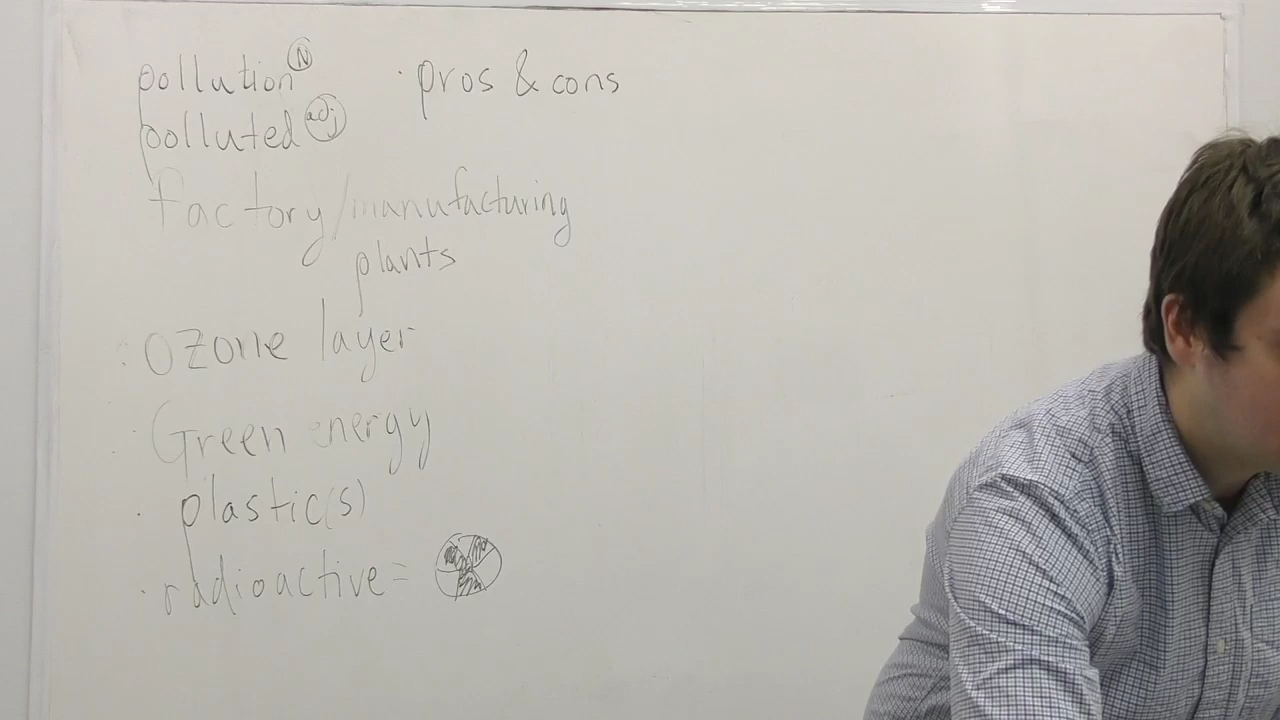 pollution N
polluted adj
factory/manufacturing
plants
ozone layer
Green energy
plastic(s)
radioactive =
· pros & cons